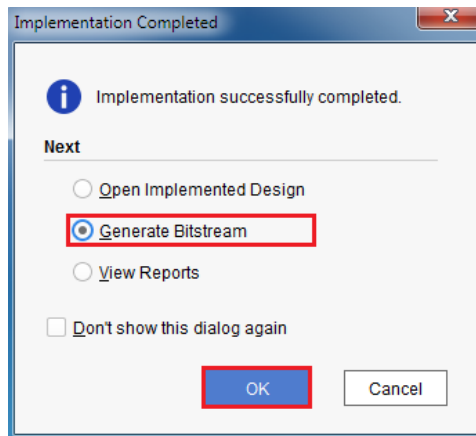 Implementation Completed
Implementation successfully completed.
Next
Open Implemented Design
Generate Bitstream
View Reports
Don't show this dialog again
OK
Cancel